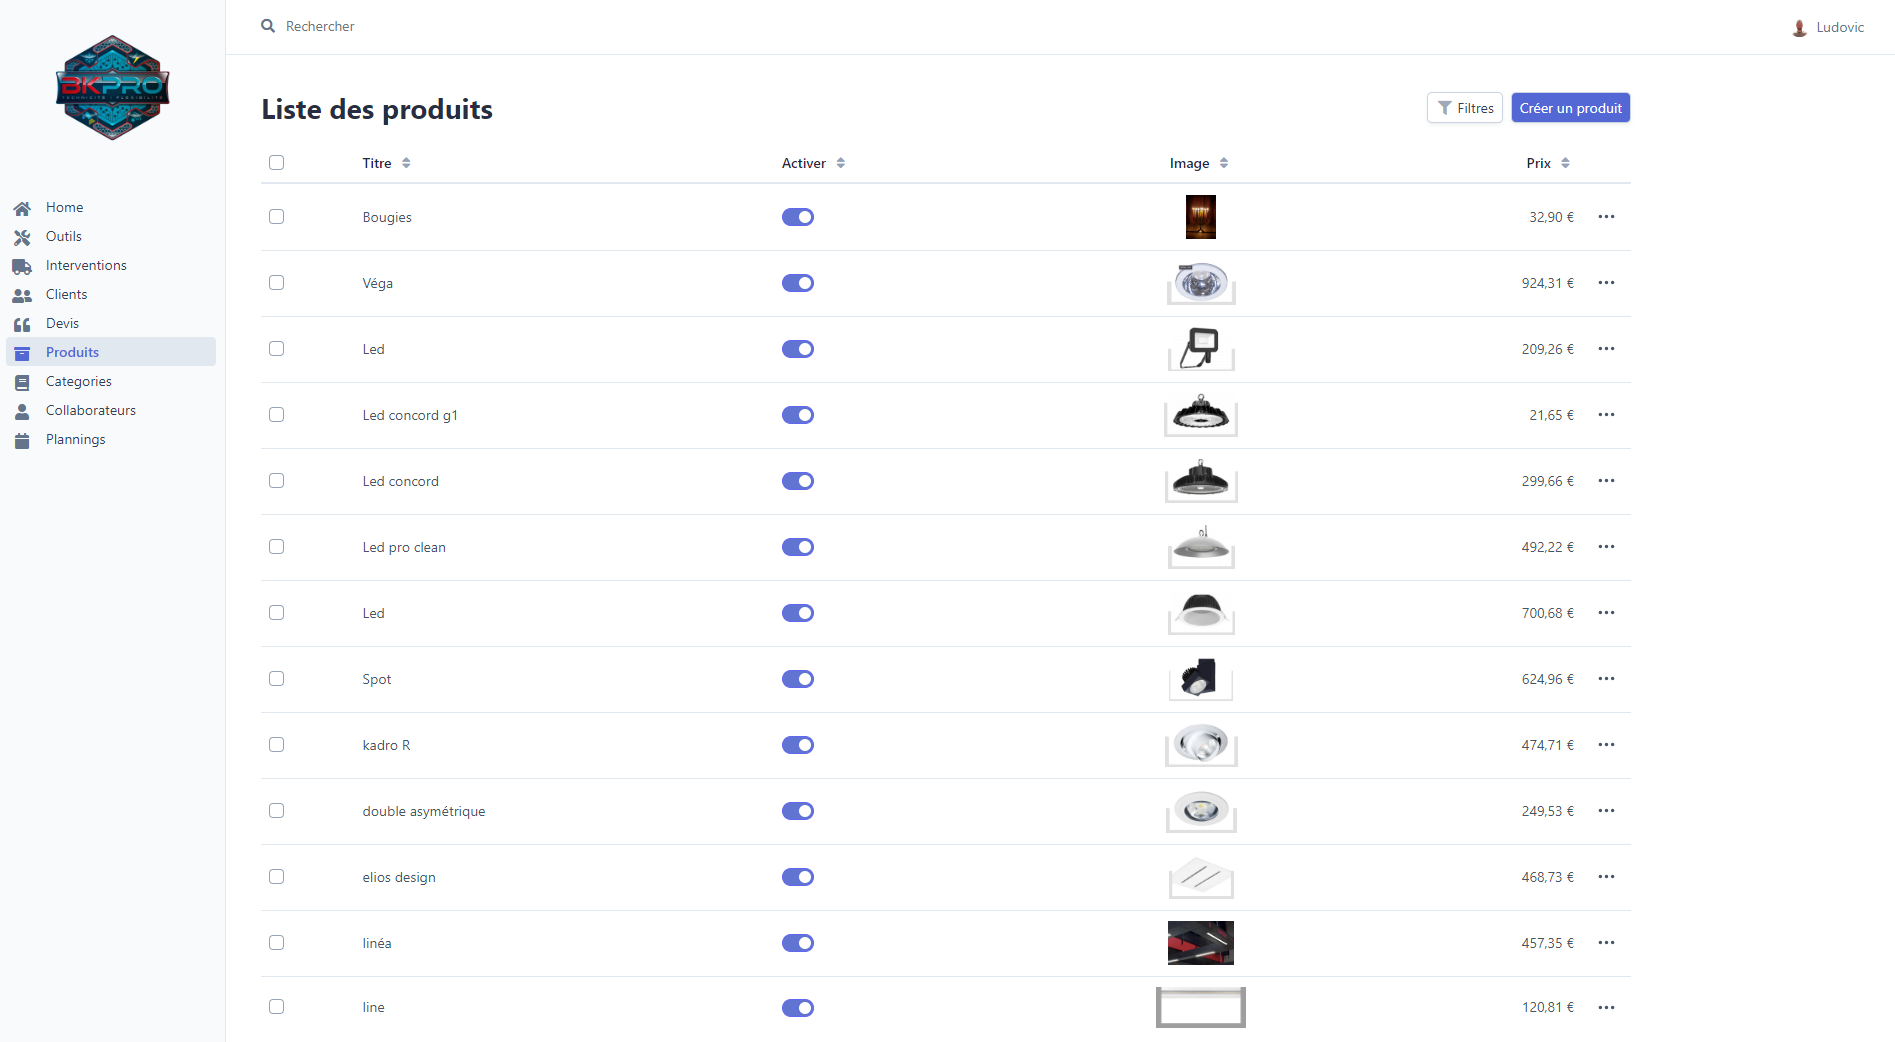 Rechercher
Ludovic
BKPRO
TECHNICITÉ | FLEXIBILITÉ
Home
Outils
Interventions
Clients
Devis
Produits
Categories
Collaborateurs
Plannings
Liste des produits
Filtres
Créer un produit
Titre Activer Image Prix
Bougies 32,90 €
Véga 924,31 €
Led 209,26 €
Led concord g1 21,65 €
Led concord 299,66 €
Led pro clean 492,22 €
Led 700,68 €
Spot 624,96 €
kadro R 474,71 €
double asymétrique 249,53 €
elios design 468,73 €
linéa 457,35 €
line 120,81 €